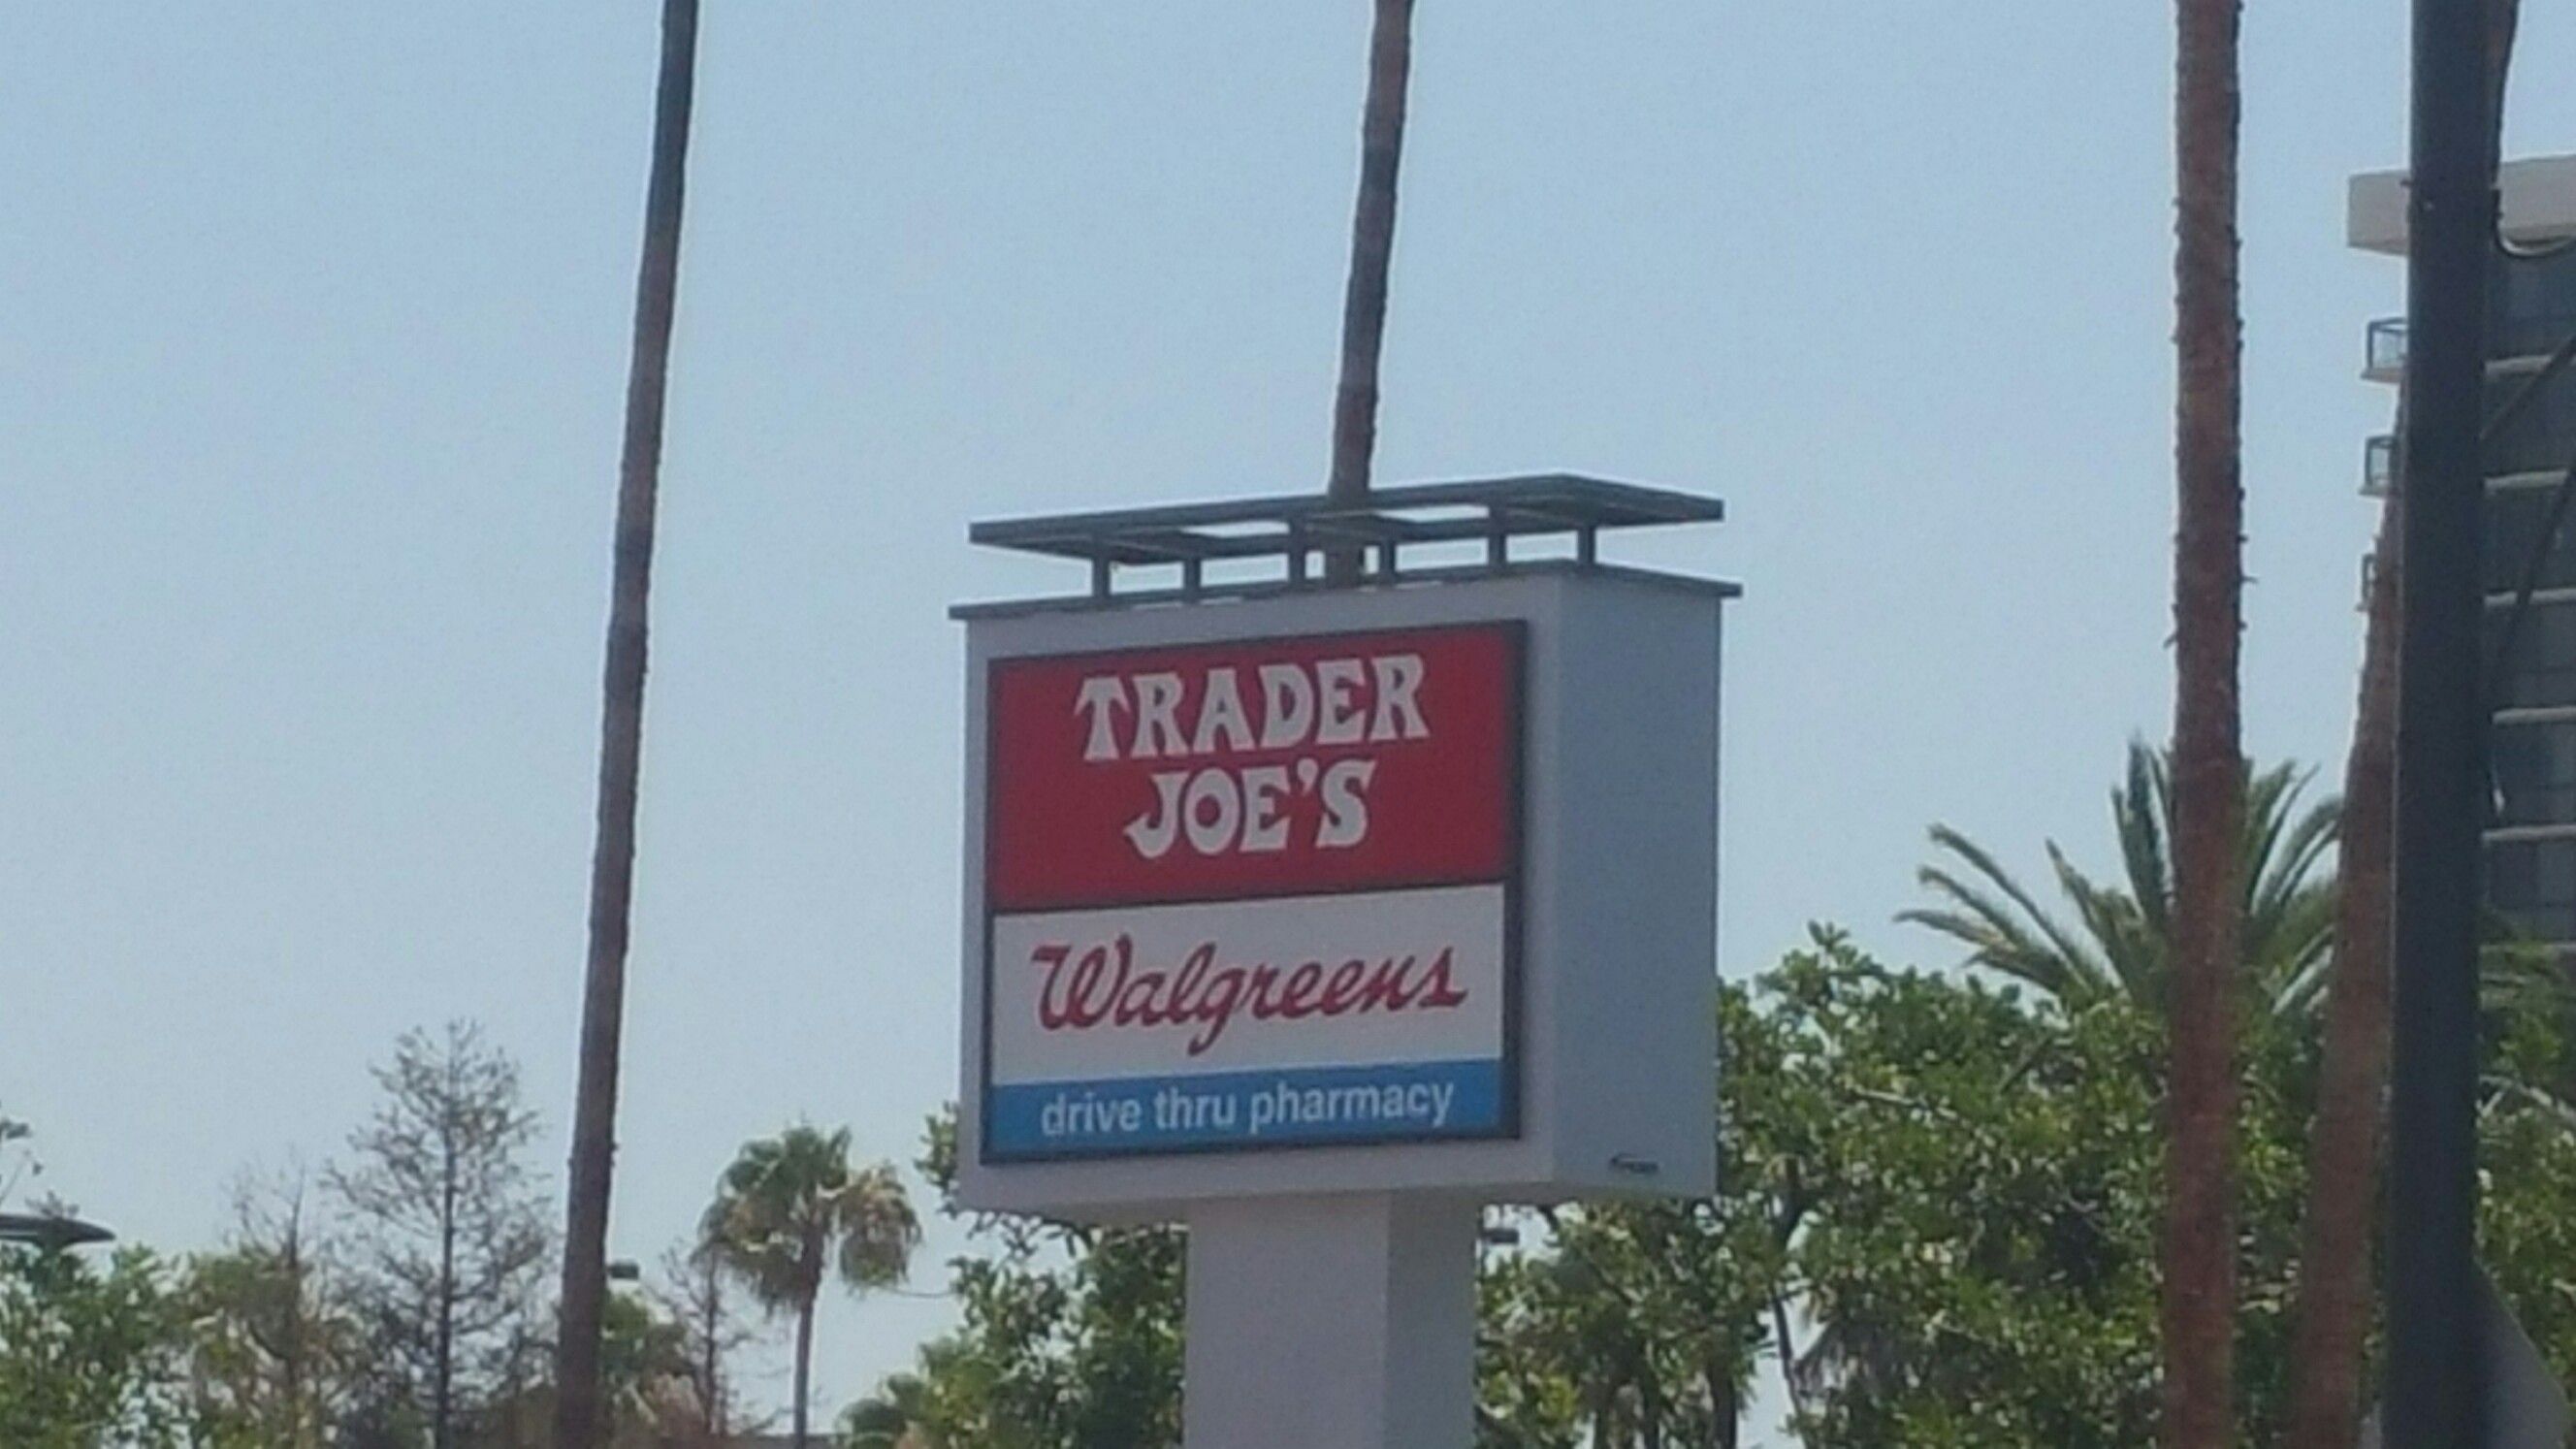 TRADER
JOE'S
Walgreens
drive thru pharmacy